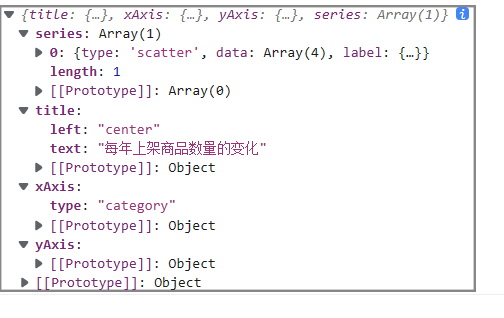 {title: {…}, xAxis: {…}, yAxis: {…}, series: Array(1)} i
series: Array(1)
0: {type: 'scatter', data: Array(4), label: {…}}
length: 1
[[Prototype]]: Array(0)
title:
left: "center"
text: "每年上架商品数量的变化"
[[Prototype]]: Object
xAxis:
type: "category"
[[Prototype]]: Object
yAxis:
[[Prototype]]: Object
[[Prototype]]: Object